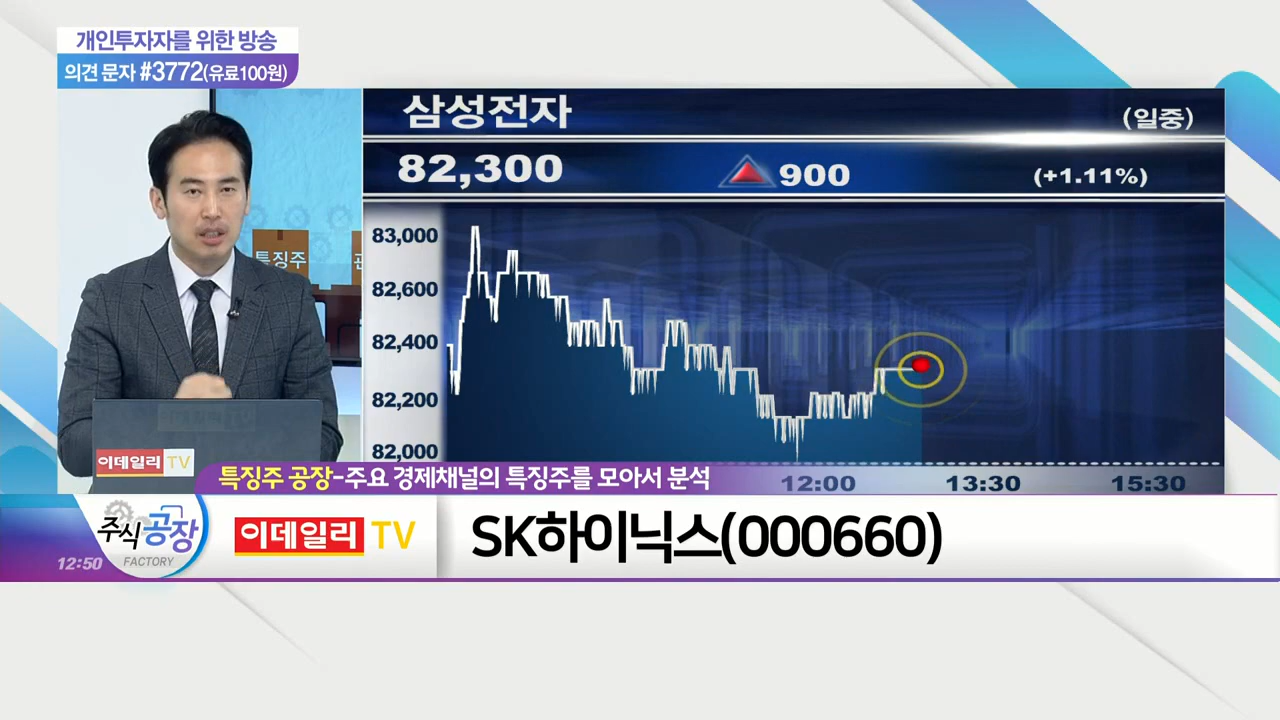 개인투자자를 위한 방송
의견 문자 #3772(유료100원)
삼성전자
(일중)
82,300
900
(+1.11%)
83,000
82,600
82,400
82,200
82,000
12:00
13:30
15:30
특징주
이데일리 TV
특징주 공장-주요 경제채널의 특징주를 모아서 분석
주식공장
FACTORY
12:50
이데일리 TV
SK하이닉스(000660)